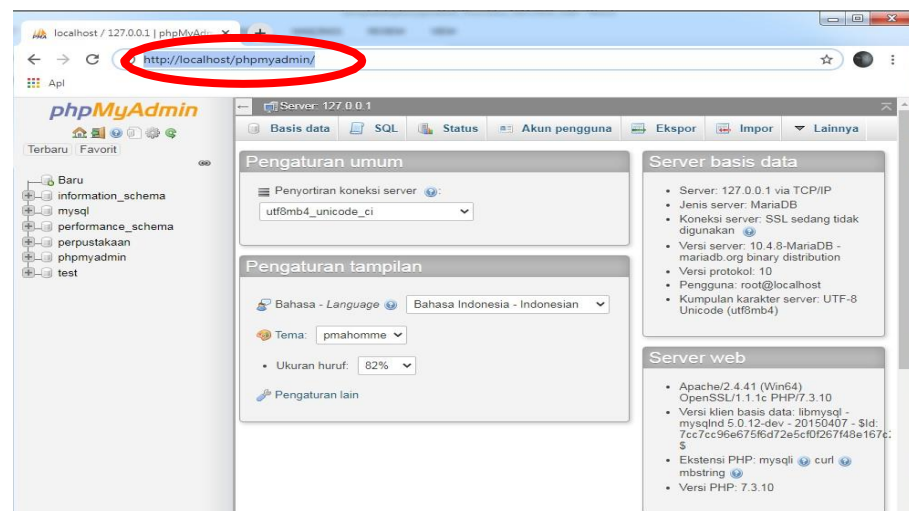 localhost / 127.0.0.1 | phpMyAd
http://localhost/phpmyadmin/
Apl
phpMyAdmin
Terbaru Favorit
Baru
information_schema
mysql
performance_schema
perpustakaan
phpmyadmin
test
Server: 127.0.0.1
Basis data SQL Status Akun pengguna Ekspor Impor Lainnya
Pengaturan umum
Penyortiran koneksi server :
utf8mb4_unicode_ci
Pengaturan tampilan
Bahasa - Language Bahasa Indonesia - Indonesian
Tema: pmahomme
• Ukuran huruf: 82%
Pengaturan lain
Server basis data
• Server: 127.0.0.1 via TCP/IP
• Jenis server: MariaDB
• Koneksi server: SSL sedang tidak
digunakan
• Versi server: 10.4.8-MariaDB -
mariadb.org binary distribution
• Versi protokol: 10
• Pengguna: root@localhost
• Kumpulan karakter server: UTF-8
Unicode (utf8mb4)
Server web
• Apache/2.4.41 (Win64)
OpenSSL/1.1.1c PHP/7.3.10
• Versi klien basis data: libmysql -
mysqlnd 5.0.12-dev - 20150407 - $Id:
7cc7cc96e675f6d72e5cf0f267f48e167c
$
• Ekstensi PHP: mysqli curl
mbstring
• Versi PHP: 7.3.10